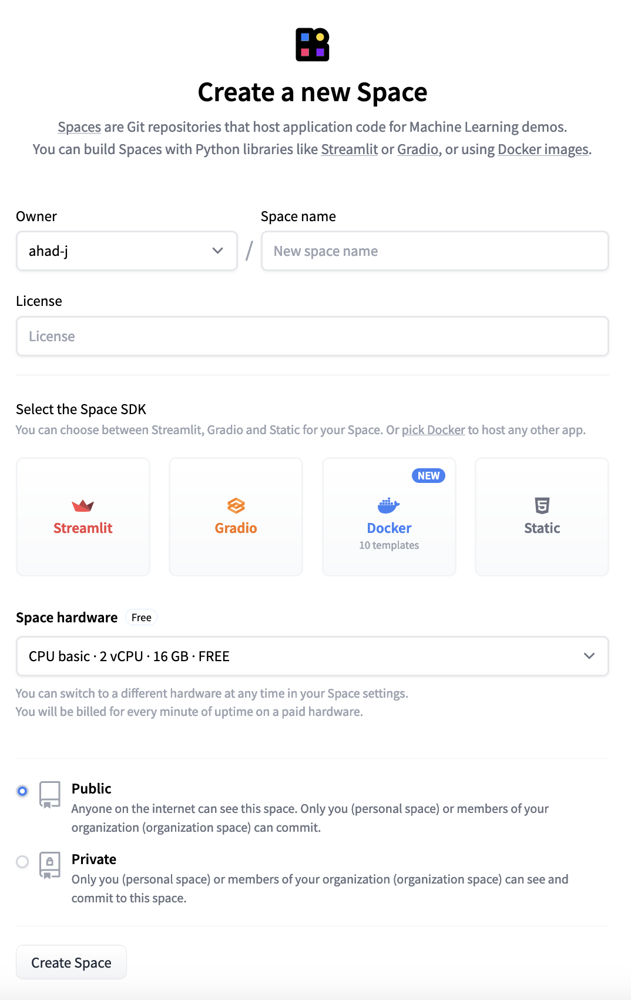 Create a new Space
Spaces are Git repositories that host application code for Machine Learning demos.
You can build Spaces with Python libraries like Streamlit or Gradio, or using Docker images.
Owner
Space name
ahad-j
/
New space name
License
License
Select the Space SDK
You can choose between Streamlit, Gradio and Static for your Space. Or pick Docker to host any other app.
Streamlit
Gradio
NEW
Docker
10 templates
Static
Space hardware Free
CPU basic · 2 vCPU · 16 GB · FREE
You can switch to a different hardware at any time in your Space settings.
You will be billed for every minute of uptime on a paid hardware.
Public
Anyone on the internet can see this space. Only you (personal space) or members of your
organization (organization space) can commit.
Private
Only you (personal space) or members of your organization (organization space) can see and
commit to this space.
Create Space